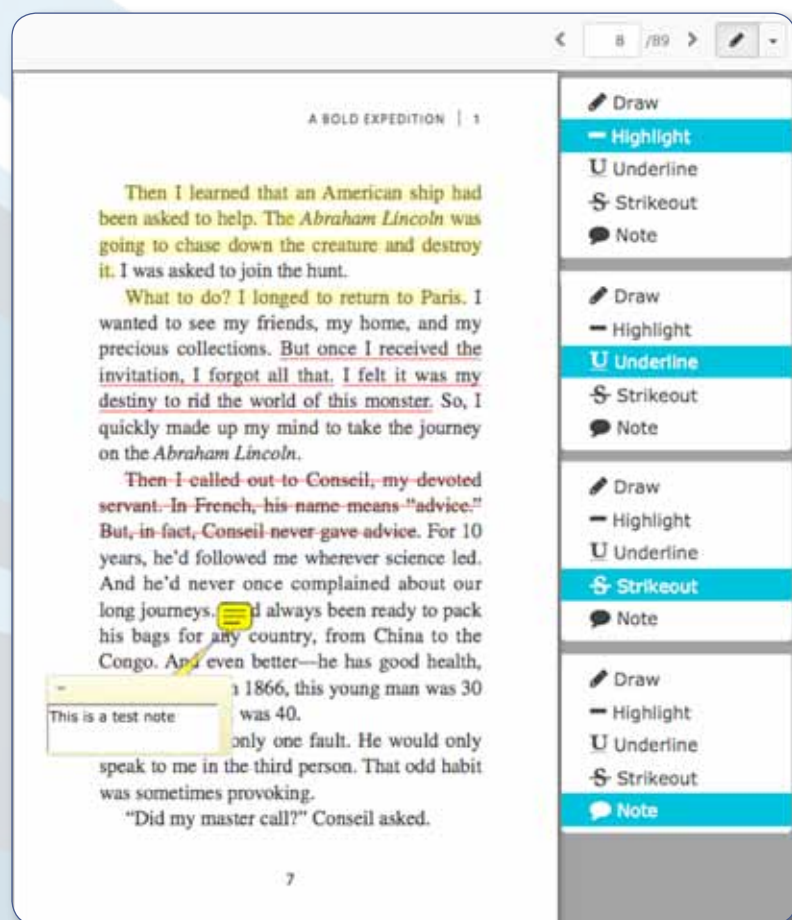 8 /89
A BOLD EXPEDITION | 1
Then I learned that an American ship had
been asked to help. The Abraham Lincoln was
going to chase down the creature and destroy
it. I was asked to join the hunt.
What to do? I longed to return to Paris. I
wanted to see my friends, my home, and my
precious collections. But once I received the
invitation, I forgot all that. I felt it was my
destiny to rid the world of this monster. So, I
quickly made up my mind to take the journey
on the Abraham Lincoln.
Then I called out to Conseil, my devoted
servant. In French, his name means “advice.”
But, in fact, Conseil never gave advice. For 10
years, he’d followed me wherever science led.
And he’d never once complained about our
long journeys. always been ready to pack
his bags for any country, from China to the
Congo. And even better—he has good health,
1866, this young man was 30
was 40.
only one fault. He would only
speak to me in the third person. That odd habit
was sometimes provoking.
“Did my master call?” Conseil asked.
7
This is a test note
Draw
Highlight
U Underline
S Strikeout
Note
Draw
Highlight
U Underline
S Strikeout
Note
Draw
Highlight
U Underline
S Strikeout
Note
Draw
Highlight
U Underline
S Strikeout
Note